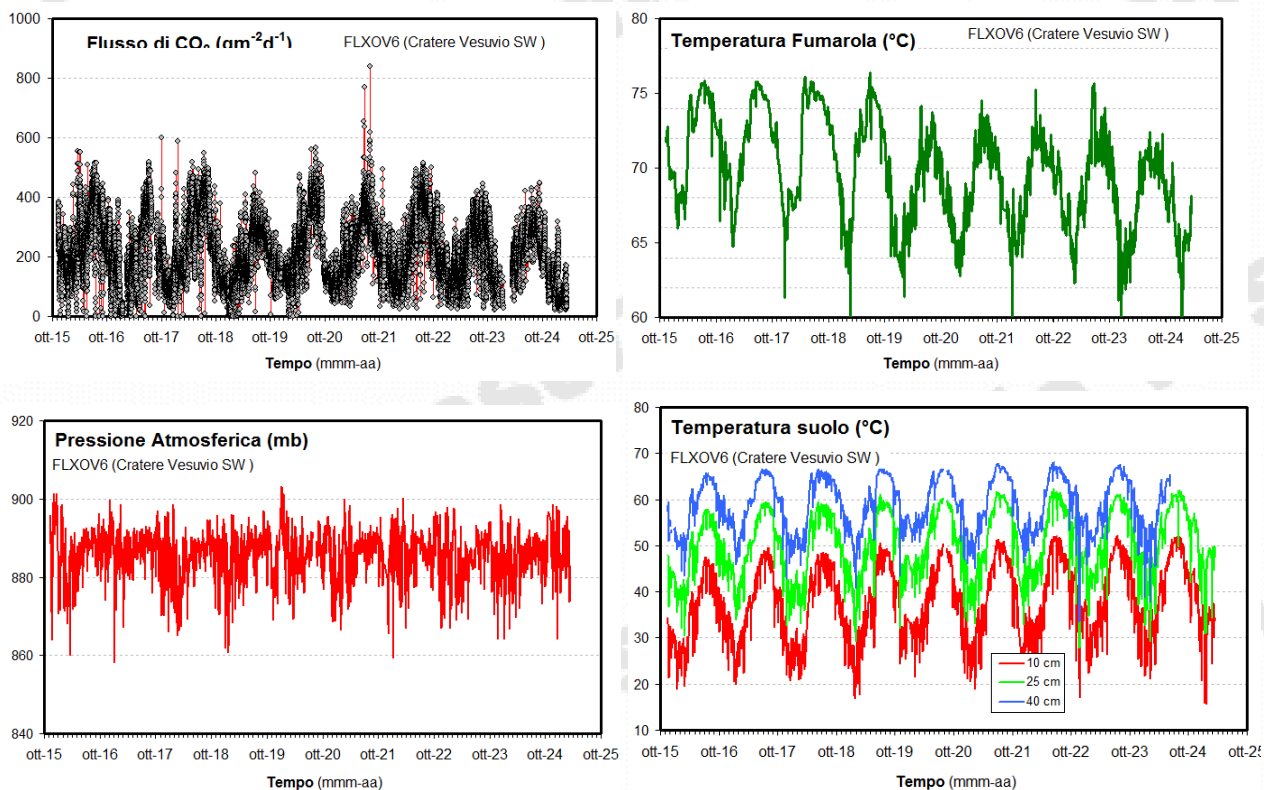 Flusso di CO₂ (gm⁻²d⁻¹)
FLXOV6 (Cratere Vesuvio SW )
1000
800
600
400
200
0
ott-15 ott-16 ott-17 ott-18 ott-19 ott-20 ott-21 ott-22 ott-23 ott-24 ott-25
Tempo (mmm-aa)
Temperatura Fumarola (°C)
FLXOV6 (Cratere Vesuvio SW )
80
75
70
65
60
ott-15 ott-16 ott-17 ott-18 ott-19 ott-20 ott-21 ott-22 ott-23 ott-24 ott-25
Tempo (mmm-aa)
Pressione Atmosferica (mb)
FLXOV6 (Cratere Vesuvio SW )
920
900
880
860
840
ott-15 ott-16 ott-17 ott-18 ott-19 ott-20 ott-21 ott-22 ott-23 ott-24 ott-25
Tempo (mmm-aa)
Temperatura suolo (°C)
FLXOV6 (Cratere Vesuvio SW )
80
70
60
50
40
30
20
10
10 cm
25 cm
40 cm
ott-15 ott-16 ott-17 ott-18 ott-19 ott-20 ott-21 ott-22 ott-23 ott-24 ott-25
Tempo (mmm-aa)